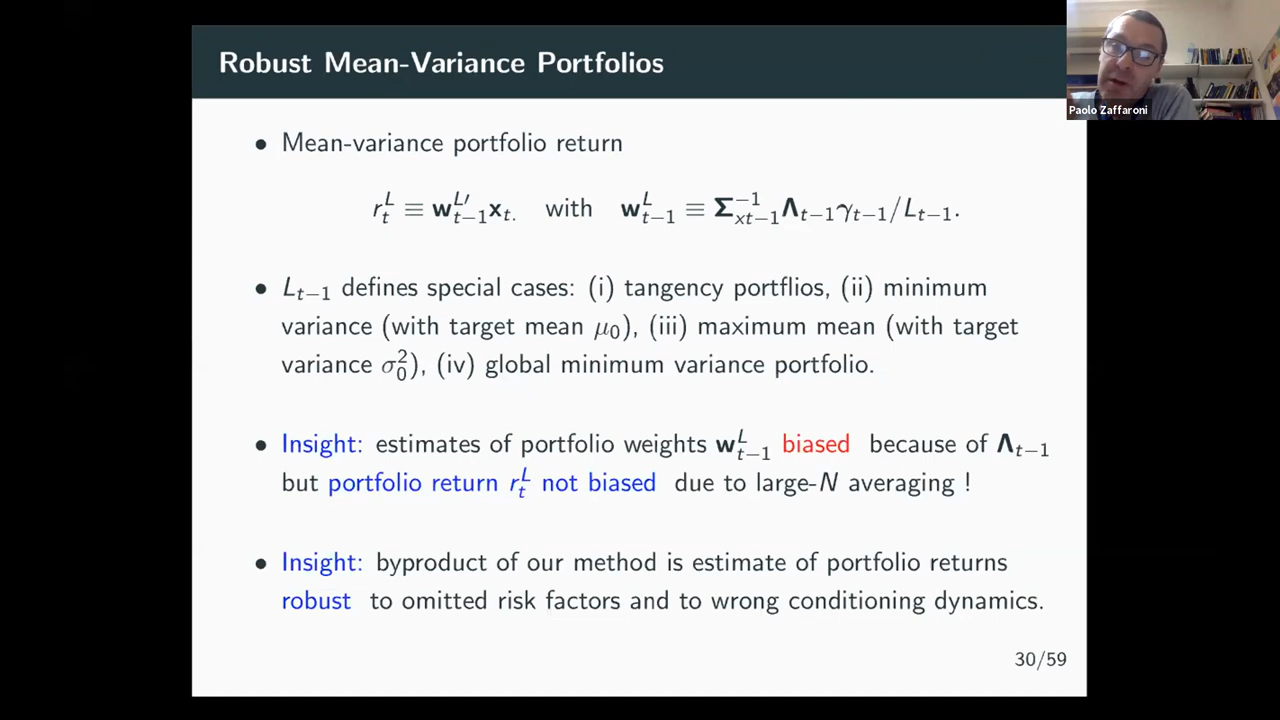 Robust Mean-Variance Portfolios
Paolo Zaffaroni
• Mean-variance portfolio return
r_t^L ≡ w_{t−1}^{L′} x_{t.} with w_{t−1}^L ≡ Σ_{xt−1}^{−1} Λ_{t−1} γ_{t−1}/L_{t−1}.
• L_{t−1} defines special cases: (i) tangency portflios, (ii) minimum
variance (with target mean μ_0), (iii) maximum mean (with target
variance σ_0^2), (iv) global minimum variance portfolio.
• Insight: estimates of portfolio weights w_{t−1}^L biased because of Λ_{t−1}
but portfolio return r_t^L not biased due to large-N averaging !
• Insight: byproduct of our method is estimate of portfolio returns
robust to omitted risk factors and to wrong conditioning dynamics.
30/59